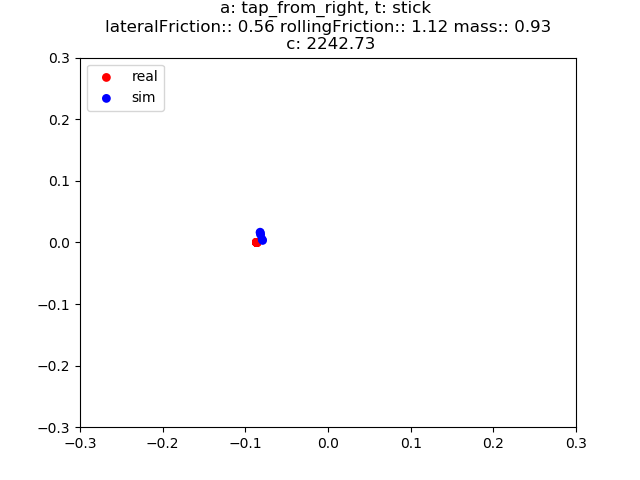 a: tap_from_right, t: stick
lateralFriction:: 0.56 rollingFriction:: 1.12 mass:: 0.93
c: 2242.73
real
sim
0.3
0.2
0.1
0.0
−0.1
−0.2
−0.3
−0.3 −0.2 −0.1 0.0 0.1 0.2 0.3